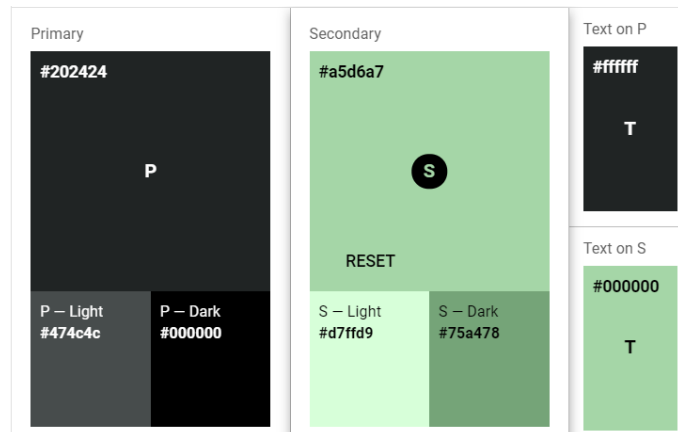 Primary
#202424
P
P — Light
#474c4c
P — Dark
#000000
Secondary
#a5d6a7
S
RESET
S — Light
#d7ffd9
S — Dark
#75a478
Text on P
#ffffff
T
Text on S
#000000
T